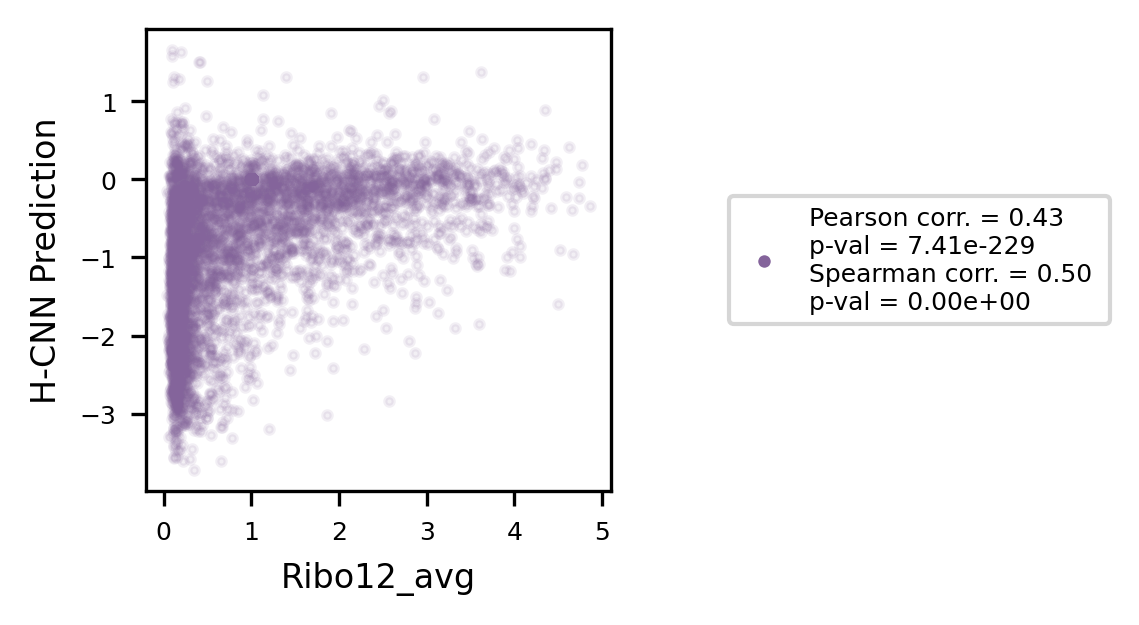 H-CNN Prediction
1
0
−1
−2
−3
0 1 2 3 4 5
Ribo12_avg
Pearson corr. = 0.43
p-val = 7.41e-229
Spearman corr. = 0.50
p-val = 0.00e+00